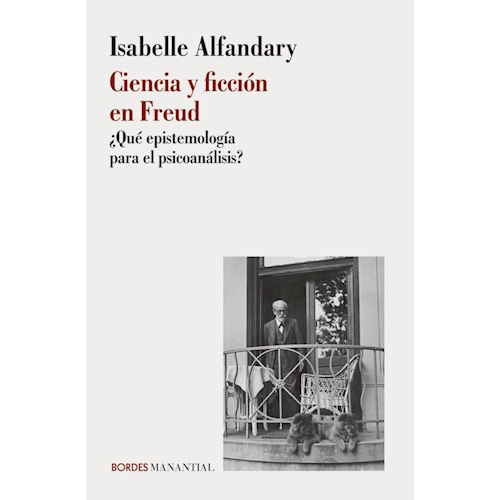 Isabelle Alfandary
Ciencia y ficción
en Freud
¿Qué epistemología
para el psicoanálisis?
BORDES MANANTIAL